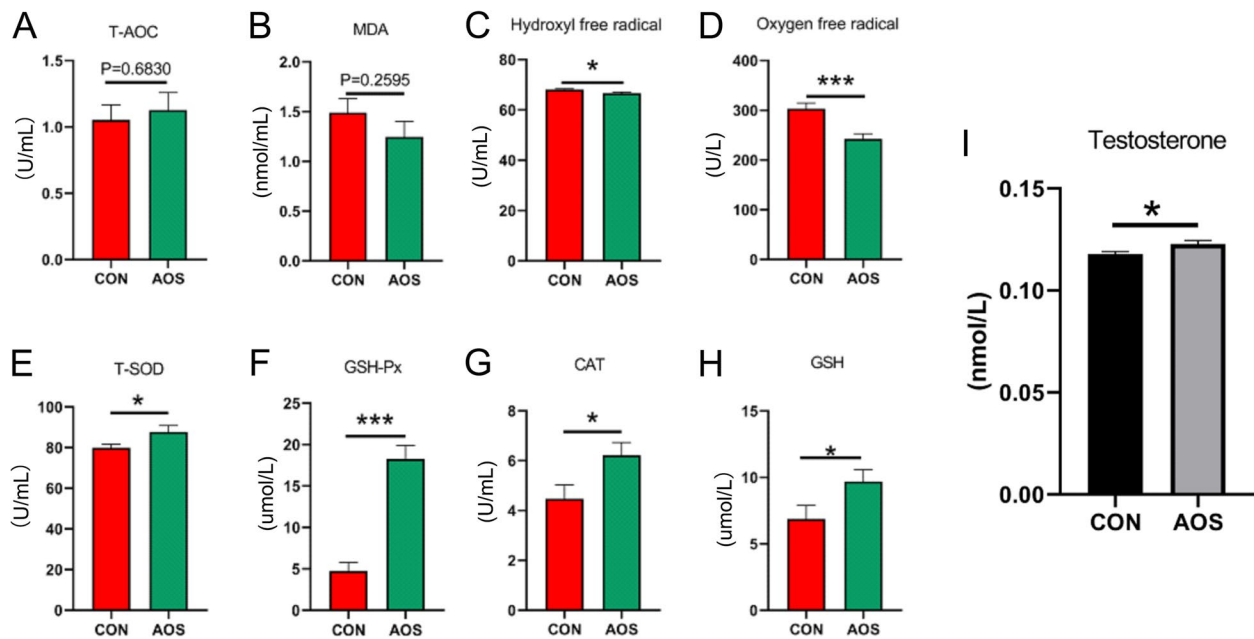 A
T-AOC
P=0.6830
(U/mL)
1.5
1.0
0.5
0.0
CON AOS
B
MDA
P=0.2595
(nmol/mL)
2.0
1.5
1.0
0.5
0.0
CON AOS
C
Hydroxyl free radical
*
(U/mL)
80
60
40
20
0
CON AOS
D
Oxygen free radical
***
(U/L)
400
300
200
100
0
CON AOS
E
T-SOD
*
(U/mL)
100
80
60
40
20
0
CON AOS
F
GSH-Px
***
(umol/L)
25
20
15
10
5
0
CON AOS
G
CAT
*
(U/mL)
8
6
4
2
0
CON AOS
H
GSH
*
(umol/L)
15
10
5
0
CON AOS
I
Testosterone
*
(nmol/L)
0.15
0.10
0.05
0.00
CON AOS